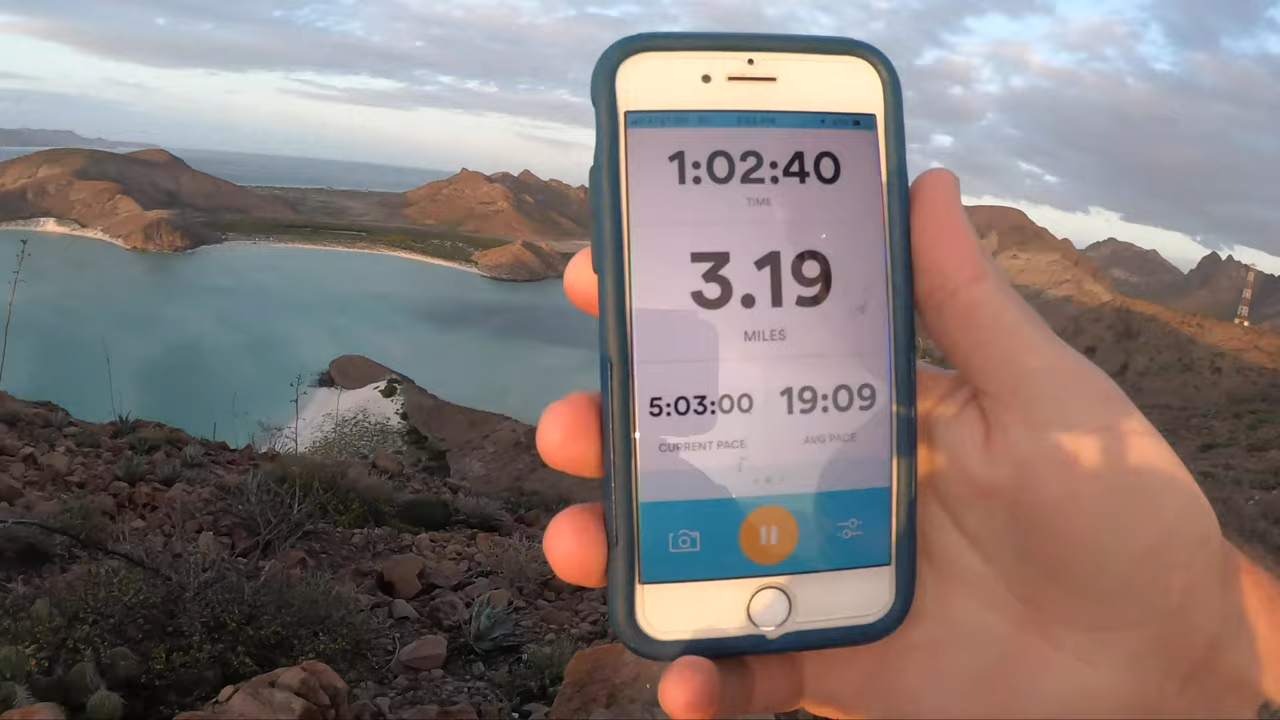 1:02:40
TIME
3.19
MILES
5:03:00 19:09
CURRENT PACE AVG PACE